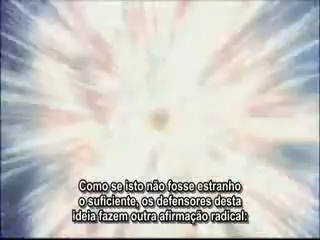 Como se isto não fosse estranho
o suficiente, os defensores desta
ideia fazem outra afirmação radical: